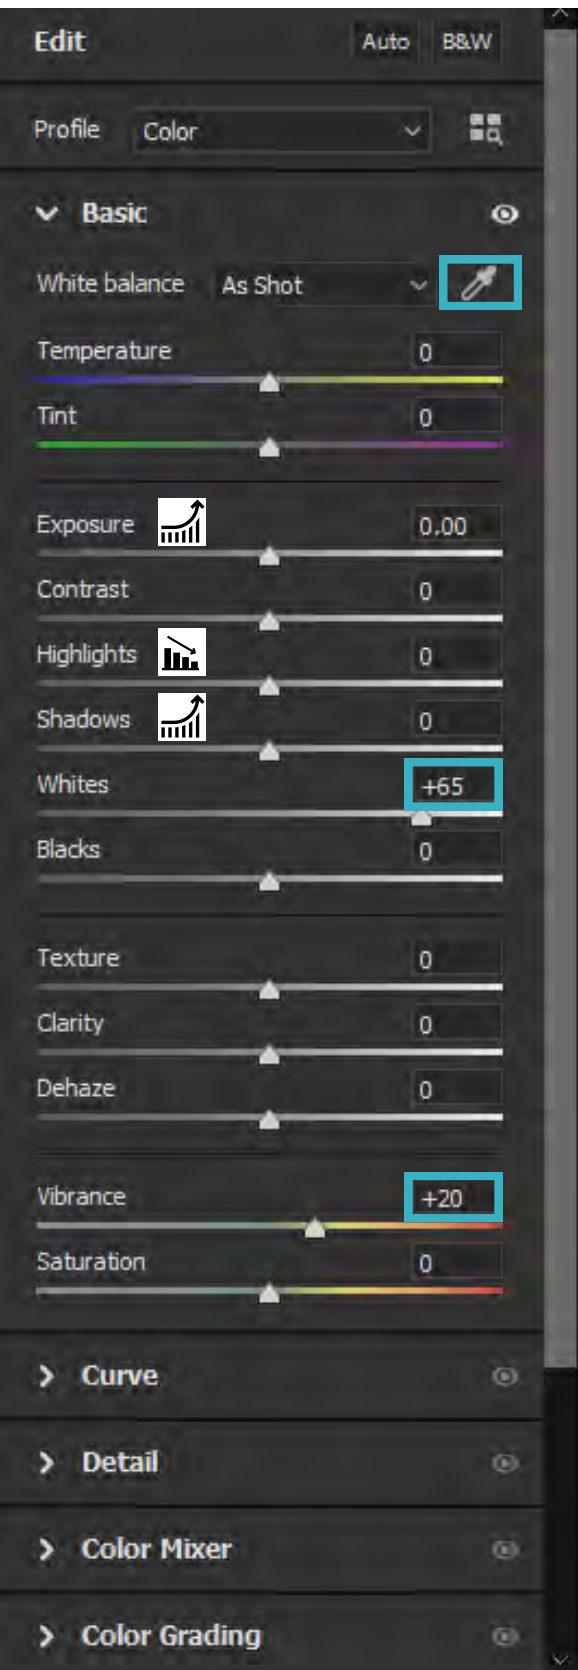 Edit Auto B&W
Profile Color
Basic
White balance As Shot
Temperature 0
Tint 0
Exposure 0.00
Contrast 0
Highlights 0
Shadows 0
Whites +65
Blacks 0
Texture 0
Clarity 0
Dehaze 0
Vibrance +20
Saturation 0
Curve
Detail
Color Mixer
Color Grading